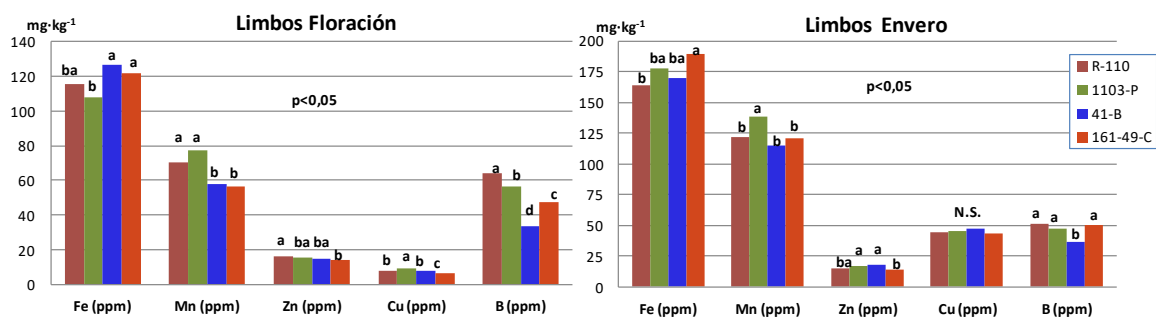 Limbos Floración
mg·kg⁻¹
140
120
100
80
60
40
20
0
ba b a a
a a b b
a ba ba b
b a b c
a b d c
p<0,05
Fe (ppm) Mn (ppm) Zn (ppm) Cu (ppm) B (ppm)
Limbos Envero
mg·kg⁻¹
200
175
150
125
100
75
50
25
0
b ba ba a
b a b b
ba a a b
N.S.
a a b a
p<0,05
Fe (ppm) Mn (ppm) Zn (ppm) Cu (ppm) B (ppm)
R-110
1103-P
41-B
161-49-C